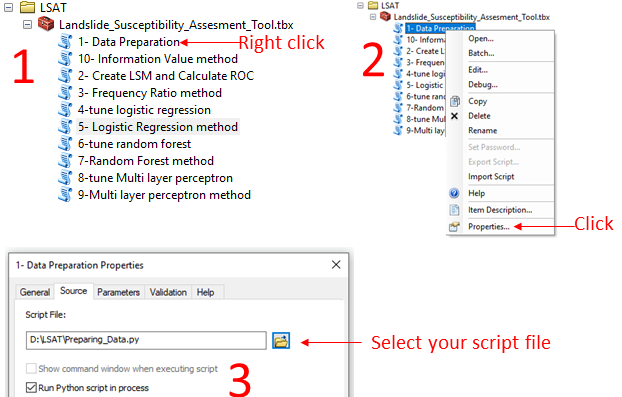 LSAT
Landslide_Susceptibility_Assesment_Tool.tbx
1- Data Preparation
Right click
10- Information Value method
2- Create LSM and Calculate ROC
3- Frequency Ratio method
4-tune logistic regression
5- Logistic Regression method
6-tune random forest
7-Random Forest method
8-tune Multi layer perceptron
9-Multi layer perceptron method
1
LSAT
Landslide_Susceptibility_Assesment_Tool.tbx
1- Data Preparation
10- Informa
2- Create L
3- Frequen
4-tune logi
5- Logistic
6-tune rand
7-Random
8-tune Mul
9-Multi lay
2
Open...
Batch...
Edit...
Debug...
Copy
Delete
Rename
Set Password...
Export Script...
Import Script
Help
Item Description...
Properties...
Click
1- Data Preparation Properties
General Source Parameters Validation Help
Script File:
D:\LSAT\Preparing_Data.py
Select your script file
Show command window when executing script
Run Python script in process
3